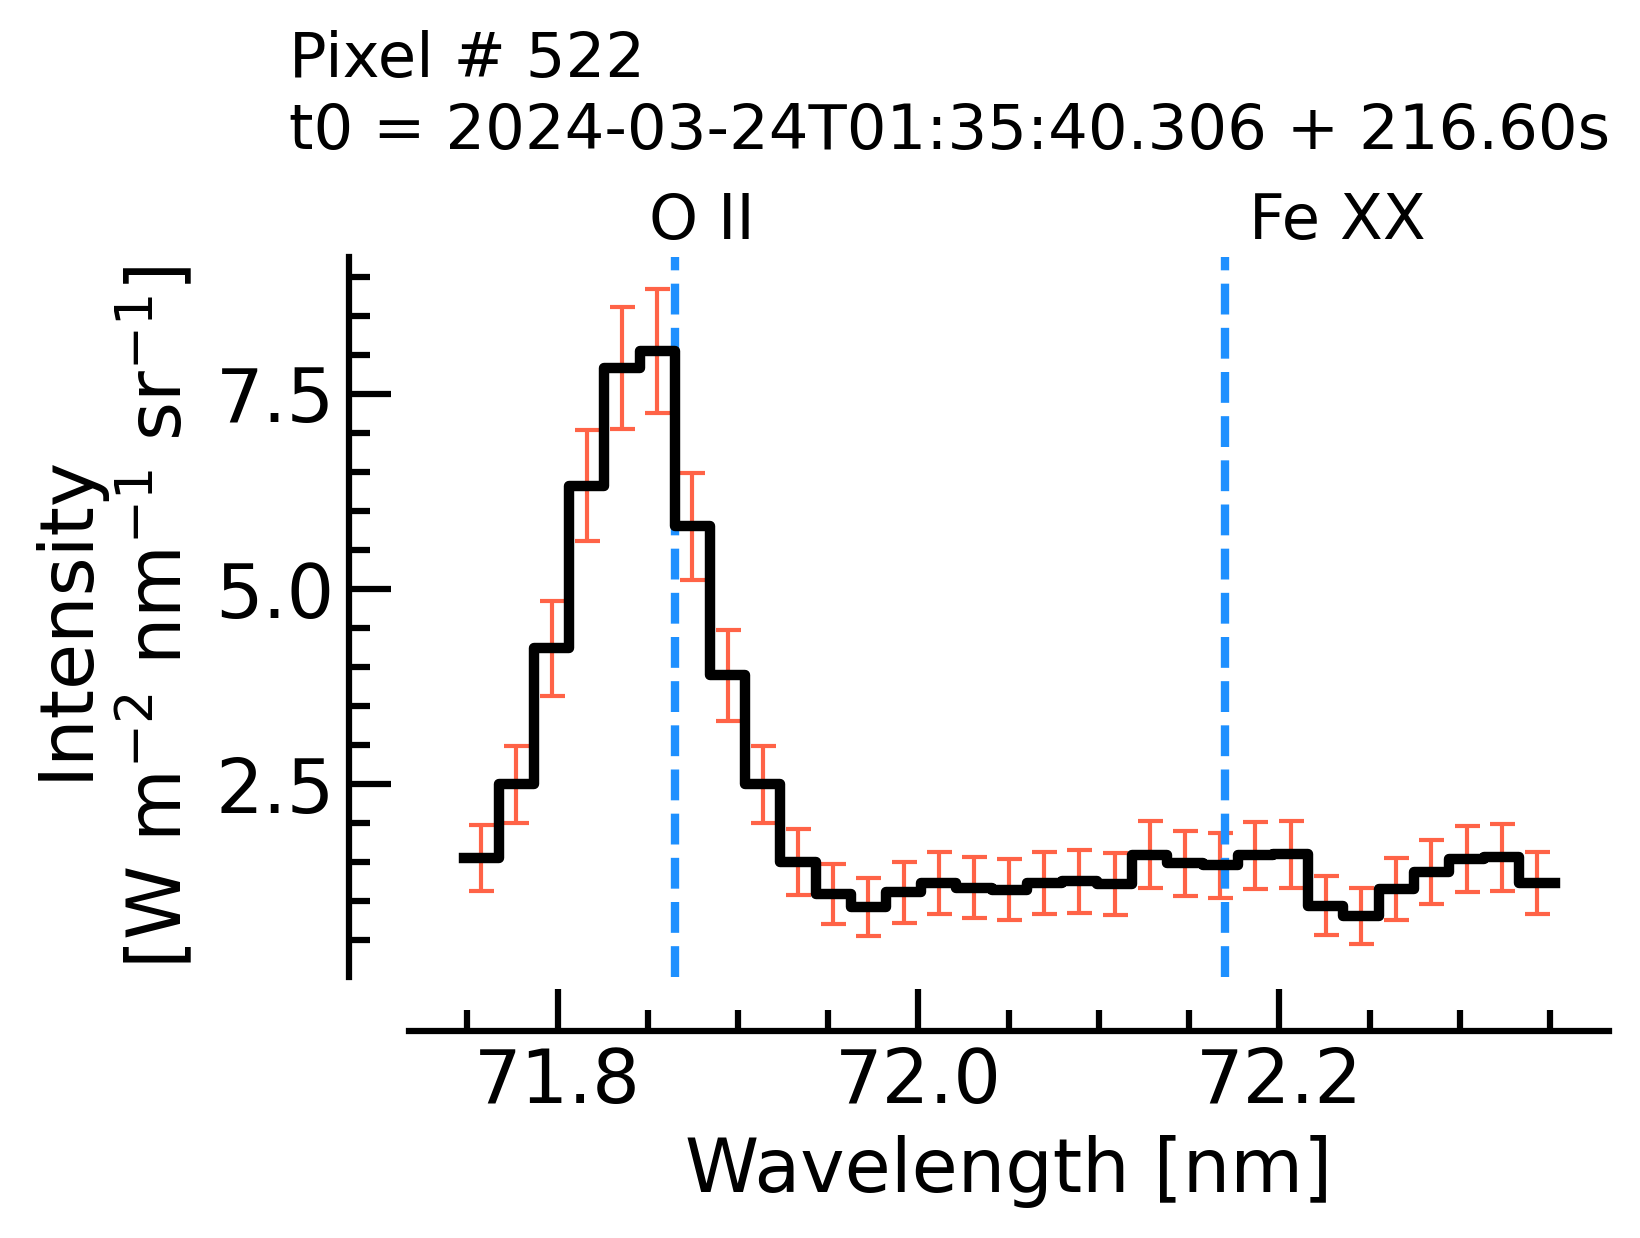 Pixel # 522
t0 = 2024-03-24T01:35:40.306 + 216.60s
O II
Fe XX
Intensity
[W m⁻² nm⁻¹ sr⁻¹]
7.5
5.0
2.5
71.8
72.0
72.2
Wavelength [nm]